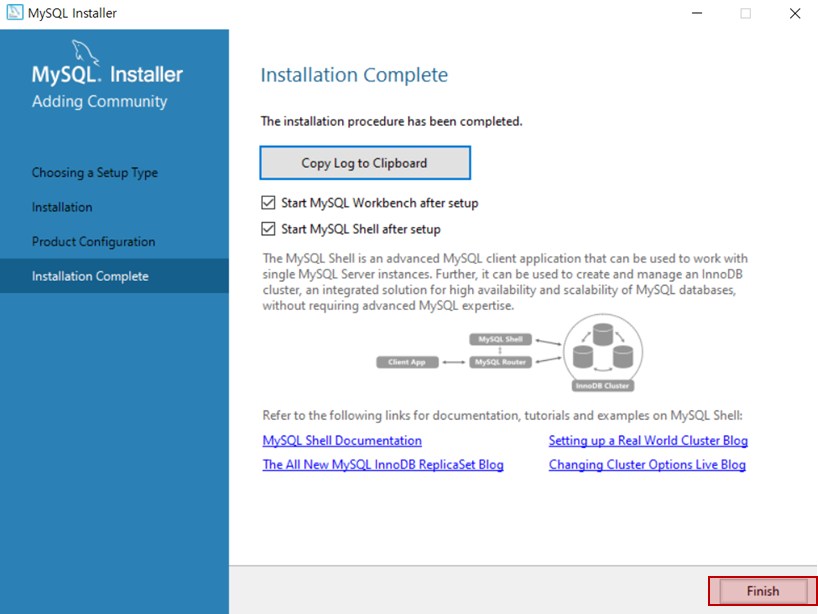 MySQL Installer
MySQL. Installer
Adding Community
Choosing a Setup Type
Installation
Product Configuration
Installation Complete
Installation Complete
The installation procedure has been completed.
Copy Log to Clipboard
Start MySQL Workbench after setup
Start MySQL Shell after setup
The MySQL Shell is an advanced MySQL client application that can be used to work with
single MySQL Server instances. Further, it can be used to create and manage an InnoDB
cluster, an integrated solution for high availability and scalability of MySQL databases,
without requiring advanced MySQL expertise.
MySQL Shell
Client App
MySQL Router
InnoDB Cluster
Refer to the following links for documentation, tutorials and examples on MySQL Shell:
MySQL Shell Documentation
Setting up a Real World Cluster Blog
The All New MySQL InnoDB ReplicaSet Blog
Changing Cluster Options Live Blog
Finish